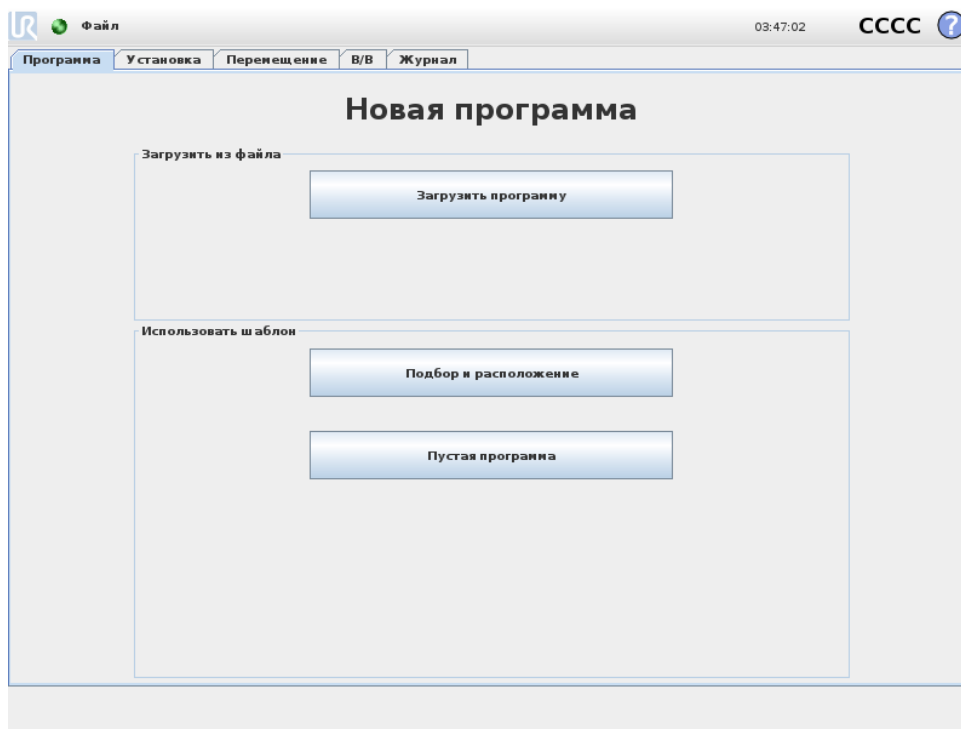 UR
Файл
03:47:02
CCCC
?
Программа Установка Перемещение В/В Журнал
Новая программа
Загрузить из файла
Загрузить программу
Использовать шаблон
Подбор и расположение
Пустая программа